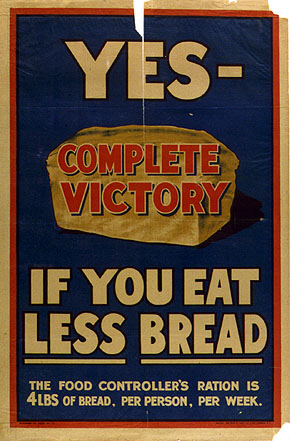 YES-
COMPLETE
VICTORY
IF YOU EAT
LESS BREAD
THE FOOD CONTROLLER'S RATION IS
4LBS OF BREAD, PER PERSON, PER WEEK.